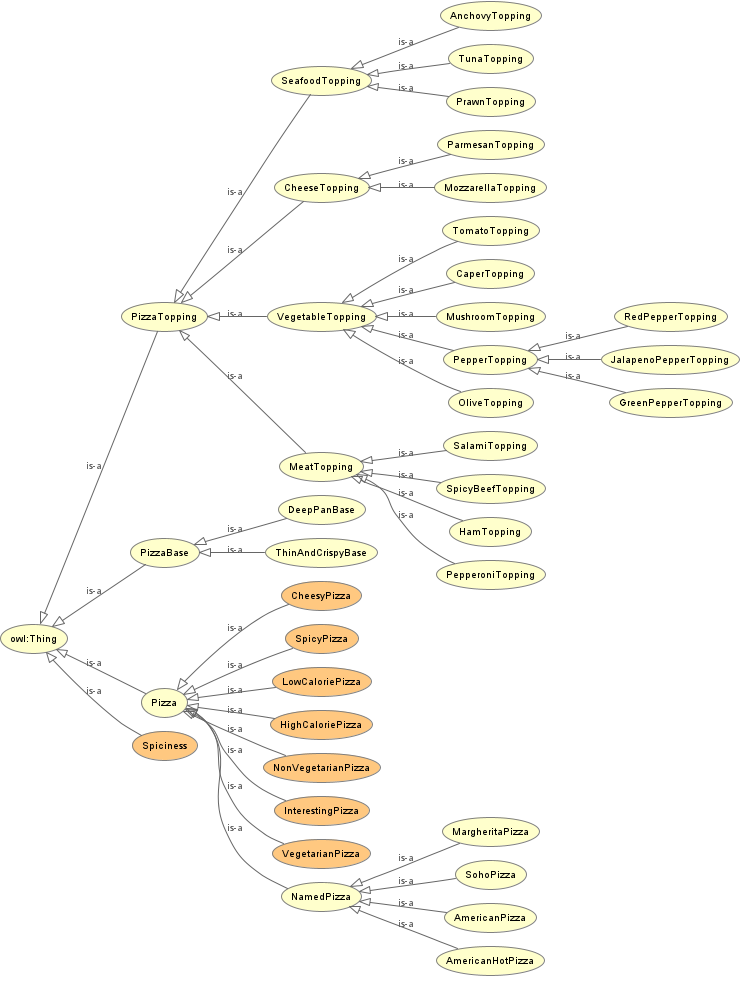 AnchovyTopping
is-a
TunaTopping
is-a
SeafoodTopping
is-a
PrawnTopping
ParmesanTopping
is-a
CheeseTopping
is-a
MozzarellaTopping
is-a
TomatoTopping
is-a
is-a
CaperTopping
is-a
PizzaTopping
is-a
VegetableTopping
is-a
MushroomTopping
RedPepperTopping
is-a
is-a
PepperTopping
is-a
JalapenoPepperTopping
is-a
is-a
is-a
OliveTopping
GreenPepperTopping
SalamiTopping
is-a
is-a
MeatTopping
is-a
SpicyBeefTopping
is-a
DeepPanBase
is-a
HamTopping
is-a
PizzaBase
is-a
ThinAndCrispyBase
PepperoniTopping
is-a
CheesyPizza
is-a
owl:Thing
SpicyPizza
is-a
is-a
LowCaloriePizza
is-a
is-a
Pizza
is-a
HighCaloriePizza
is-a
Spiciness
is-a
NonVegetarianPizza
is-a
InterestingPizza
is-a
MargheritaPizza
VegetarianPizza
is-a
SohoPizza
is-a
NamedPizza
is-a
AmericanPizza
is-a
AmericanHotPizza